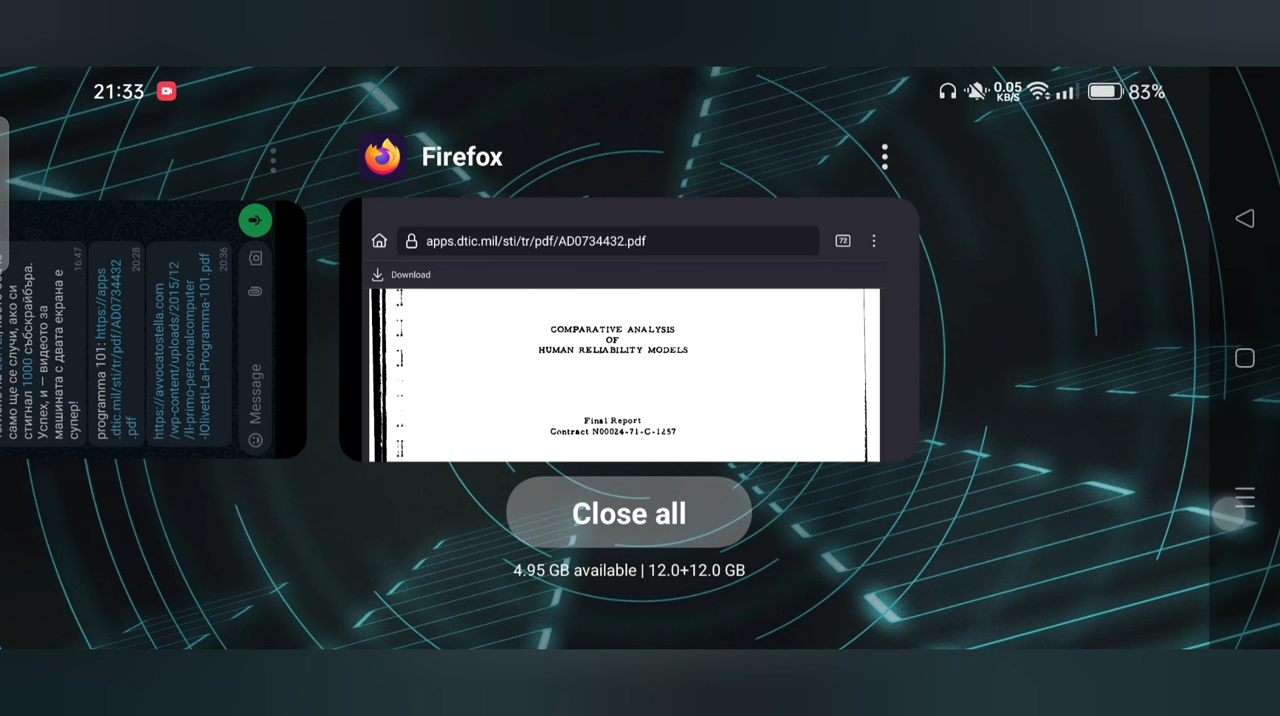 21:33
0.05
KB/S
83%
Firefox
apps.dtic.mil/sti/tr/pdf/AD0734432.pdf
72
Download
COMPARATIVE ANALYSIS
OF
HUMAN RELIABILITY MODELS
Final Report
Contract N00024-71-C-1257
само ще се случи, ако си
стигнал 1000 събскрайбъра.
Успех, и — видеото за
машината с двата екрана е
супер!
16:47
programma 101: https://apps
.dtic.mil/sti/tr/pdf/AD0734432
.pdf
20:28
https://avvocatostella.com
/wp-content/uploads/2015/12
/Il-primo-personalcomputer
-lOlivetti-La-Programma-101.pdf
20:36
Message
Close all
4.95 GB available | 12.0+12.0 GB